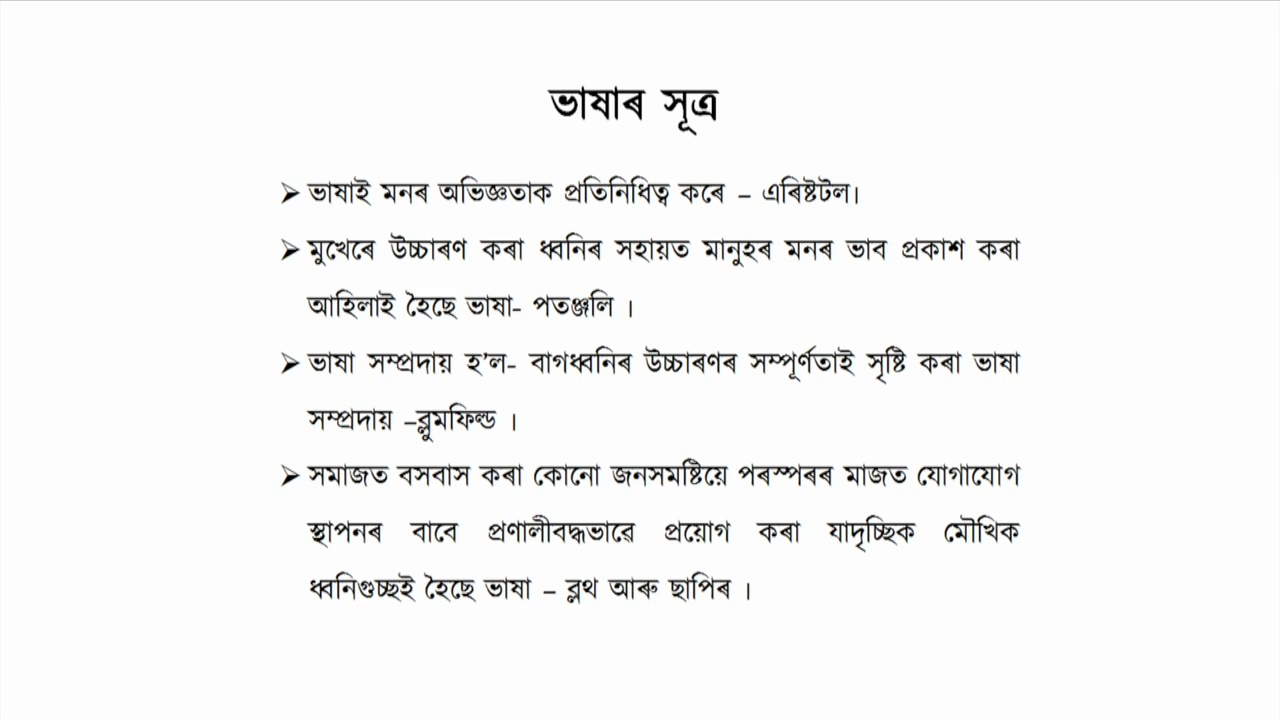 ভাষাৰ সূত্ৰ
➢ ভাষাই মনৰ অভিজ্ঞতাক প্ৰতিনিধিত্ব কৰে – এৰিষ্টটল।
➢ মুখেৰে উচ্চাৰণ কৰা ধ্বনিৰ সহায়ত মানুহৰ মনৰ ভাব প্ৰকাশ কৰা
আহিলাই হৈছে ভাষা- পতঞ্জলি ।
➢ ভাষা সম্প্ৰদায় হ’ল- বাগধ্বনিৰ উচ্চাৰণৰ সম্পূৰ্ণতাই সৃষ্টি কৰা ভাষা
সম্প্ৰদায় –ব্লুমফিল্ড ।
➢ সমাজত বসবাস কৰা কোনো জনসমষ্টিয়ে পৰস্পৰৰ মাজত যোগাযোগ
স্থাপনৰ বাবে প্ৰণালীবদ্ধভাৱে প্ৰয়োগ কৰা যাদৃচ্ছিক মৌখিক
ধ্বনিগুচ্ছই হৈছে ভাষা – ব্লথ আৰু ছাপিৰ ।